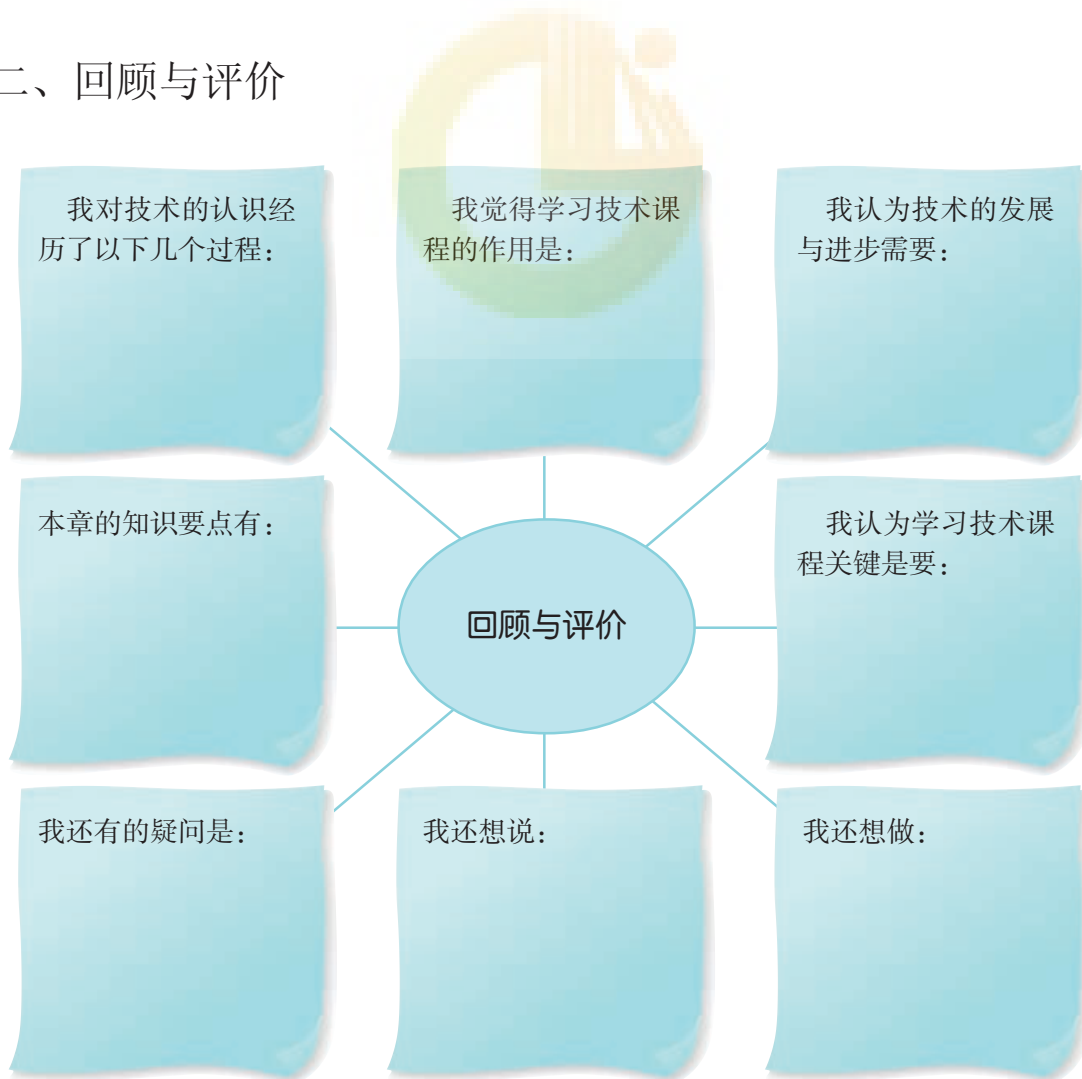 二、回顾与评价
我对技术的认识经
历了以下几个过程：
我觉得学习技术课
程的作用是：
我认为技术的发展
与进步需要：
本章的知识要点有：
回顾与评价
我认为学习技术课
程关键是要：
我还有的疑问是：
我还想说：
我还想做：